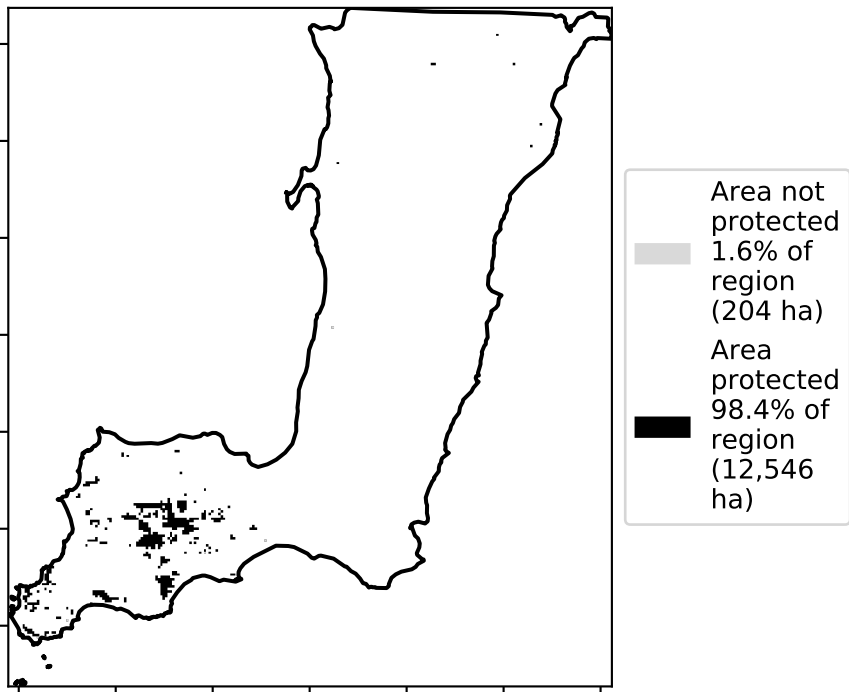 Area not
protected
1.6% of
region
(204 ha)
Area
protected
98.4% of
region
(12,546
ha)